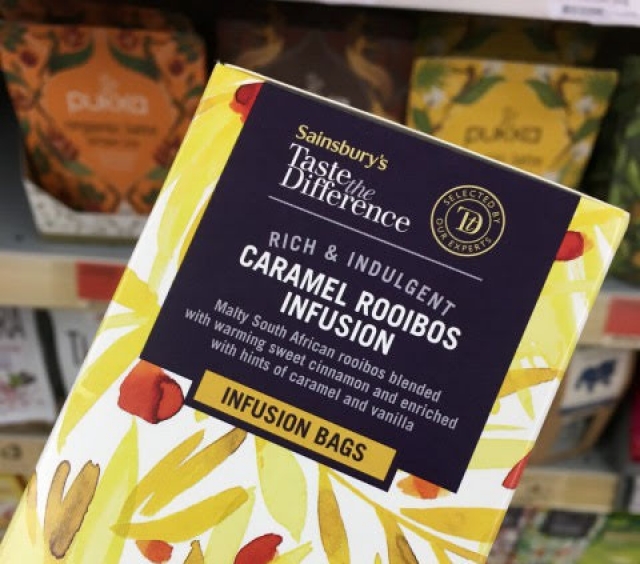 Sainsbury's
Taste the
Difference
SELECTED BY
TD
OUR EXPERTS
RICH & INDULGENT
CARAMEL ROOIBOS
INFUSION
Malty South African rooibos blended
with warming sweet cinnamon and enriched
with hints of caramel and vanilla
INFUSION BAGS
pukka
pukka